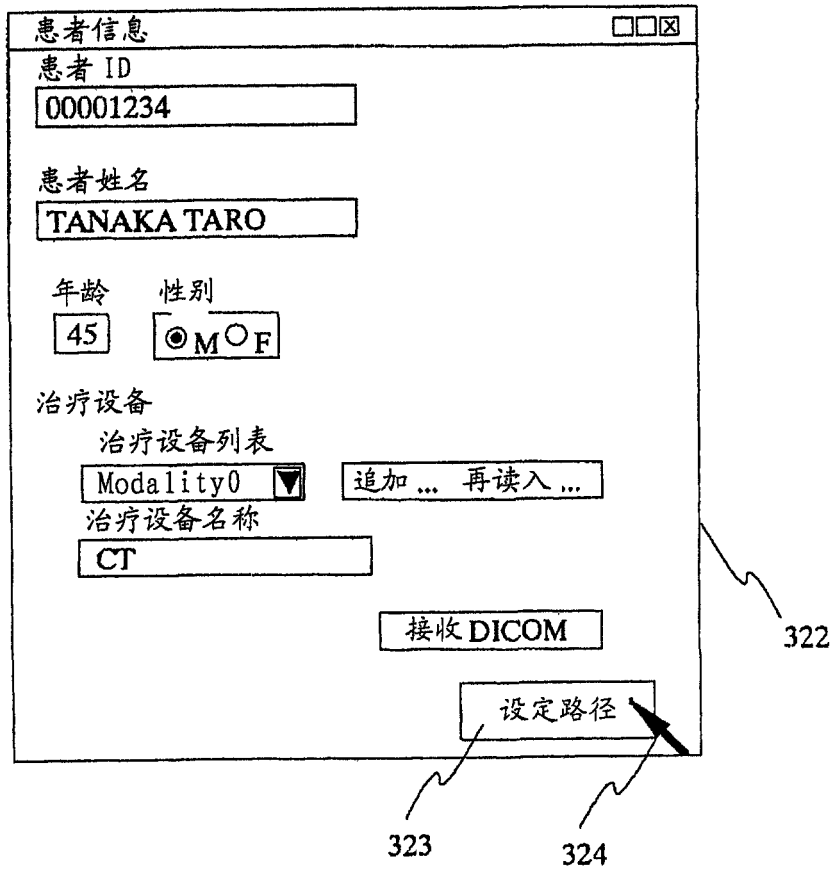 患者信息
患者 ID
00001234
患者姓名
TANAKA TARO
年龄 性别
45 M F
治疗设备
治疗设备列表
Modality0 追加... 再读入...
治疗设备名称
CT
接收 DICOM
设定路径
322
323
324